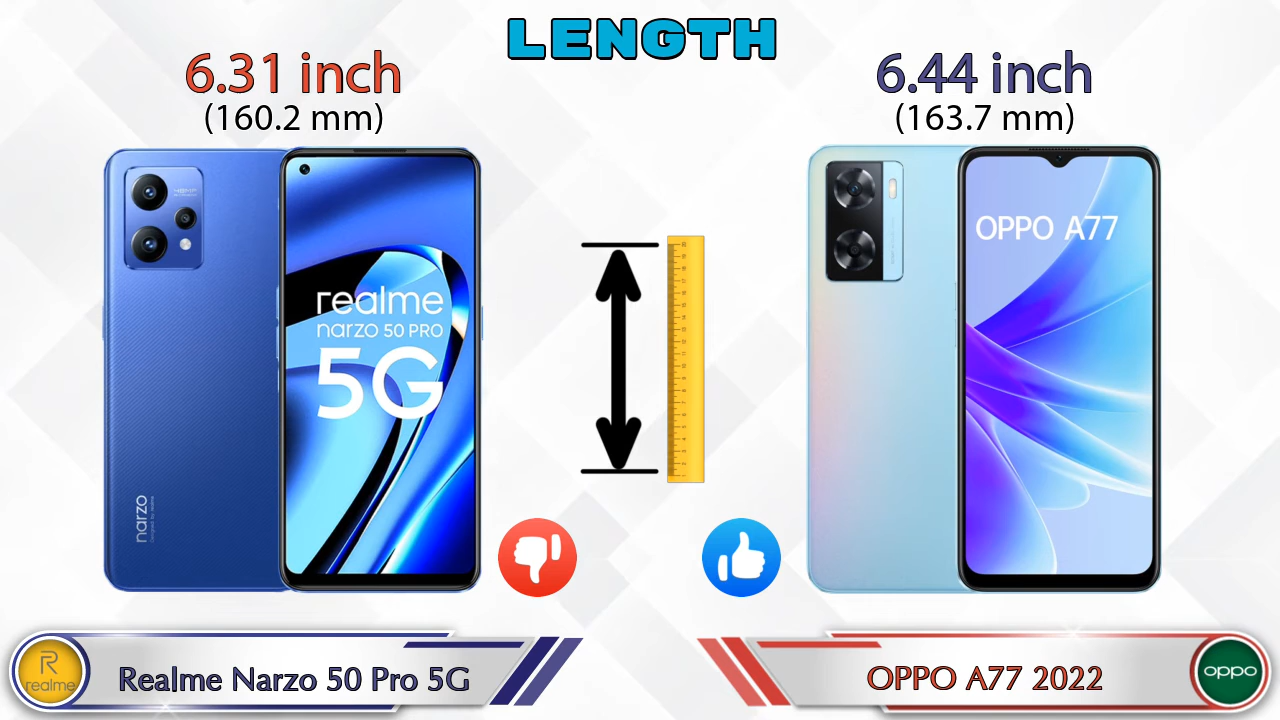 LENGTH
6.31 inch
(160.2 mm)
6.44 inch
(163.7 mm)
realme
narzo 50 PRO
5G
narzo
OPPO A77
R
realme
Realme Narzo 50 Pro 5G
OPPO A77 2022
oppo